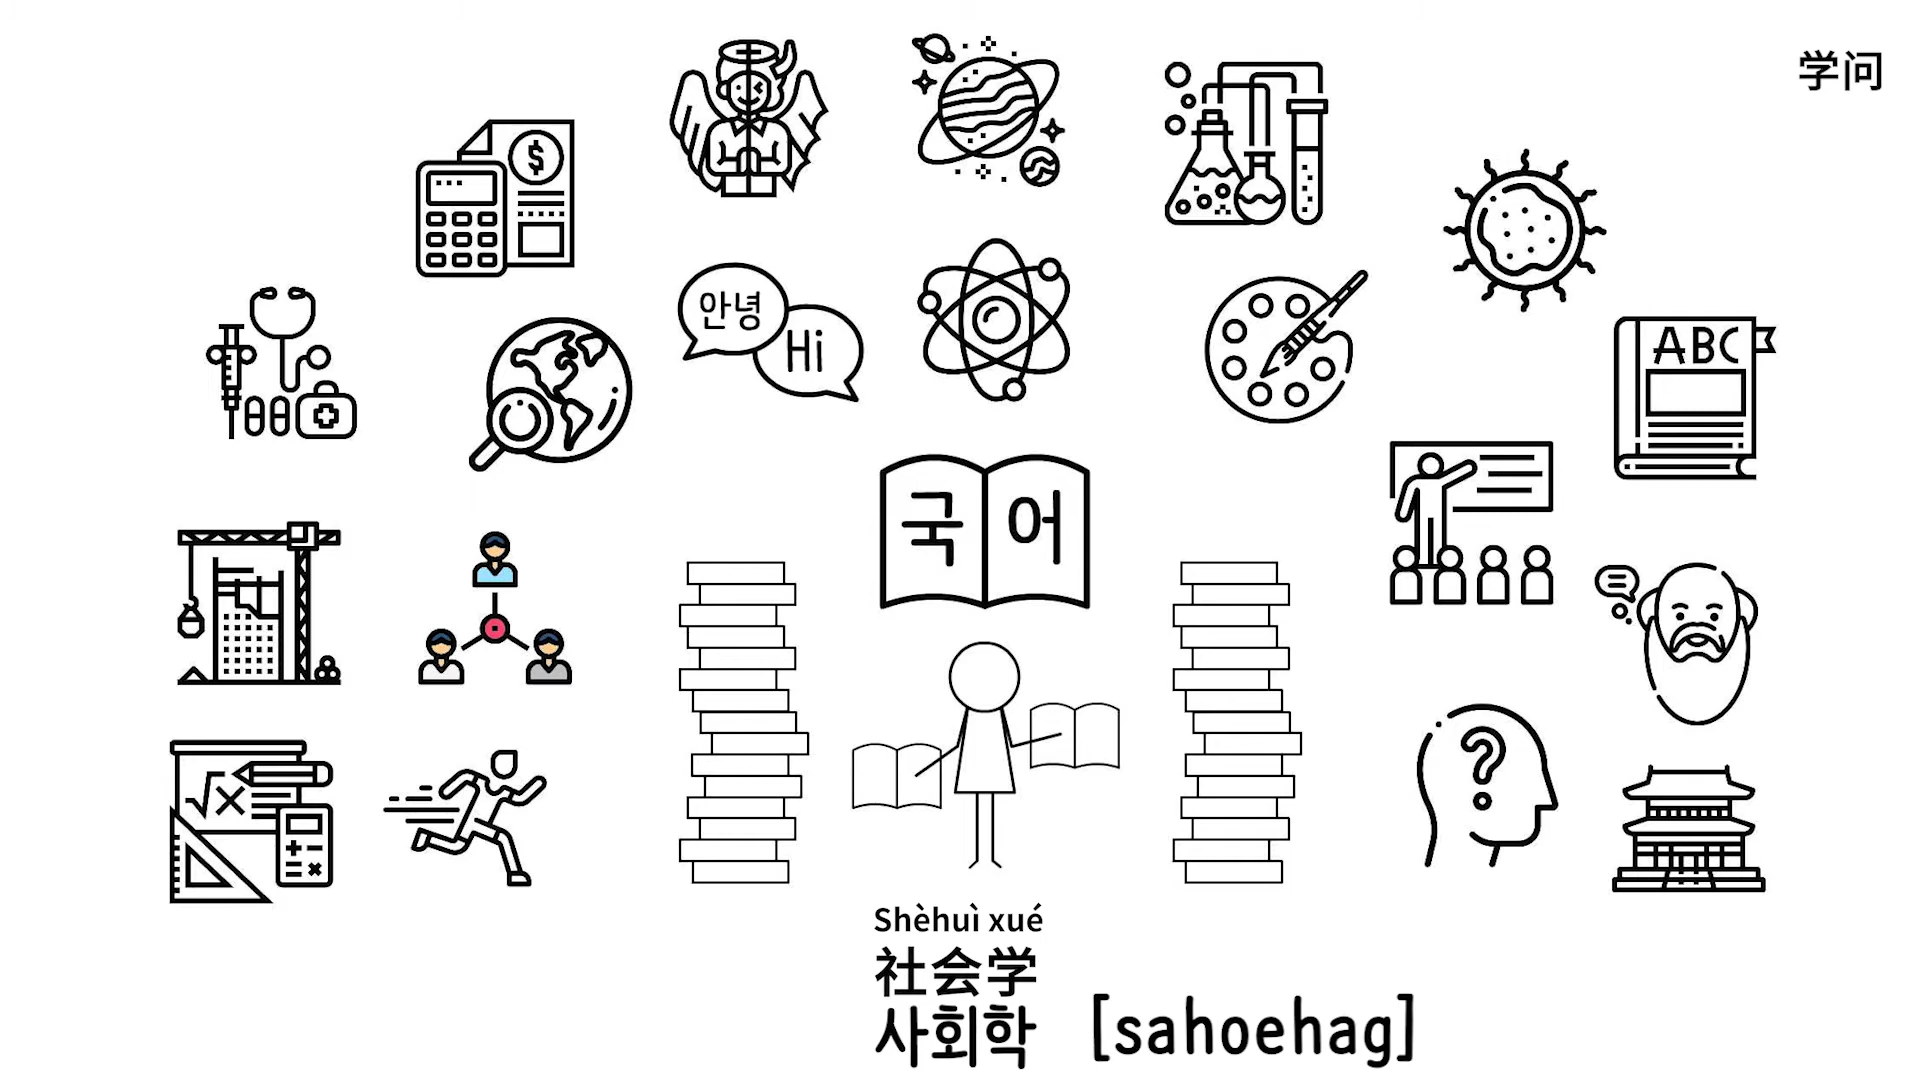 学问
$
안녕
Hi
ABC
국어
√x
?
Shèhuì xué
社会学
사회학 [sahoehag]